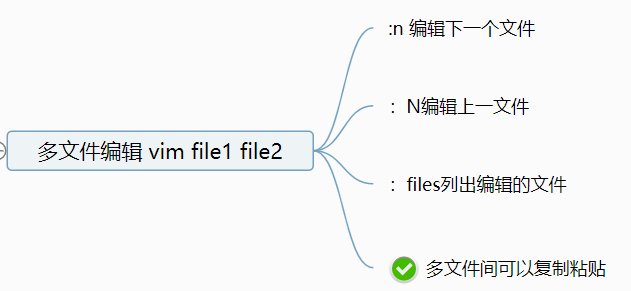 :n 编辑下一个文件
：N编辑上一文件
多文件编辑 vim file1 file2
：files列出编辑的文件
多文件间可以复制粘贴